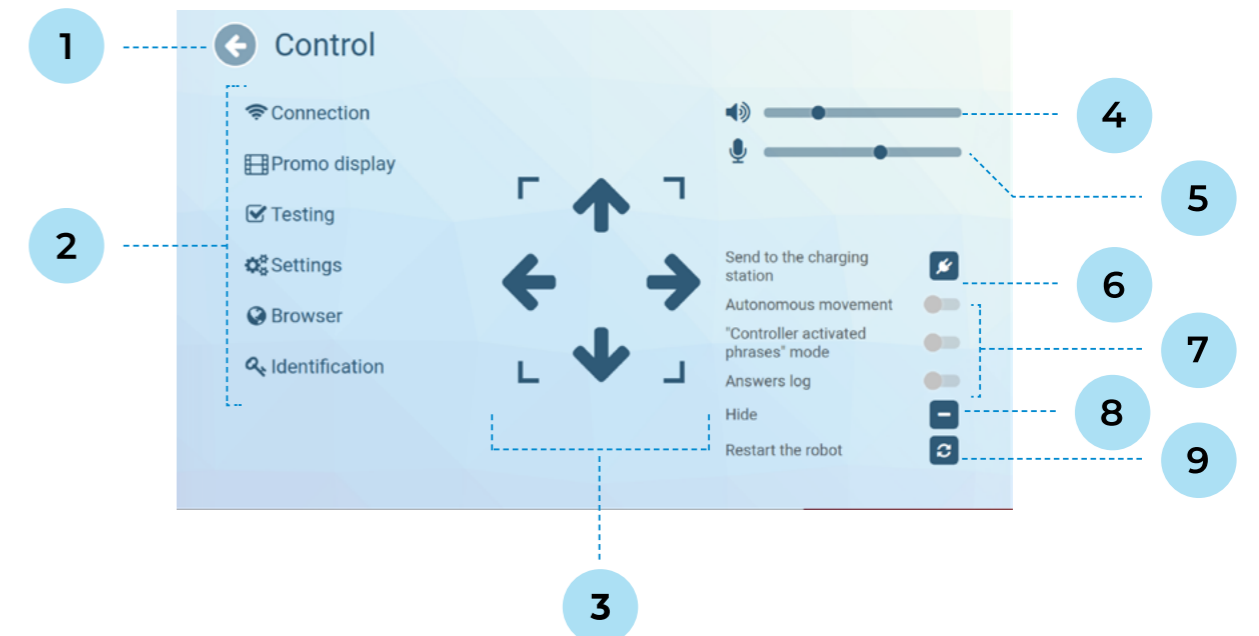 1
Control
2
Connection
Promo display
Testing
Settings
Browser
Identification
3
4
5
Send to the charging
station
6
Autonomous movement
"Controller activated
phrases" mode
Answers log
7
Hide
8
Restart the robot
9